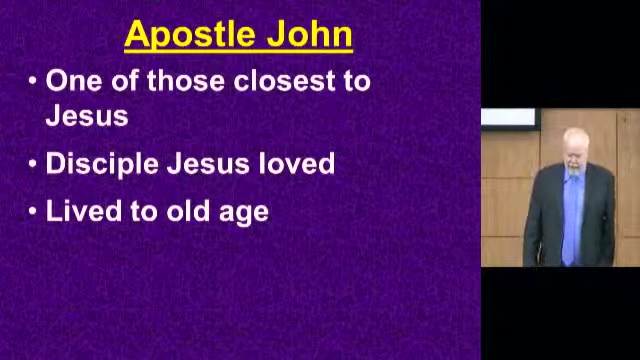 Apostle John
• One of those closest to
Jesus
• Disciple Jesus loved
• Lived to old age